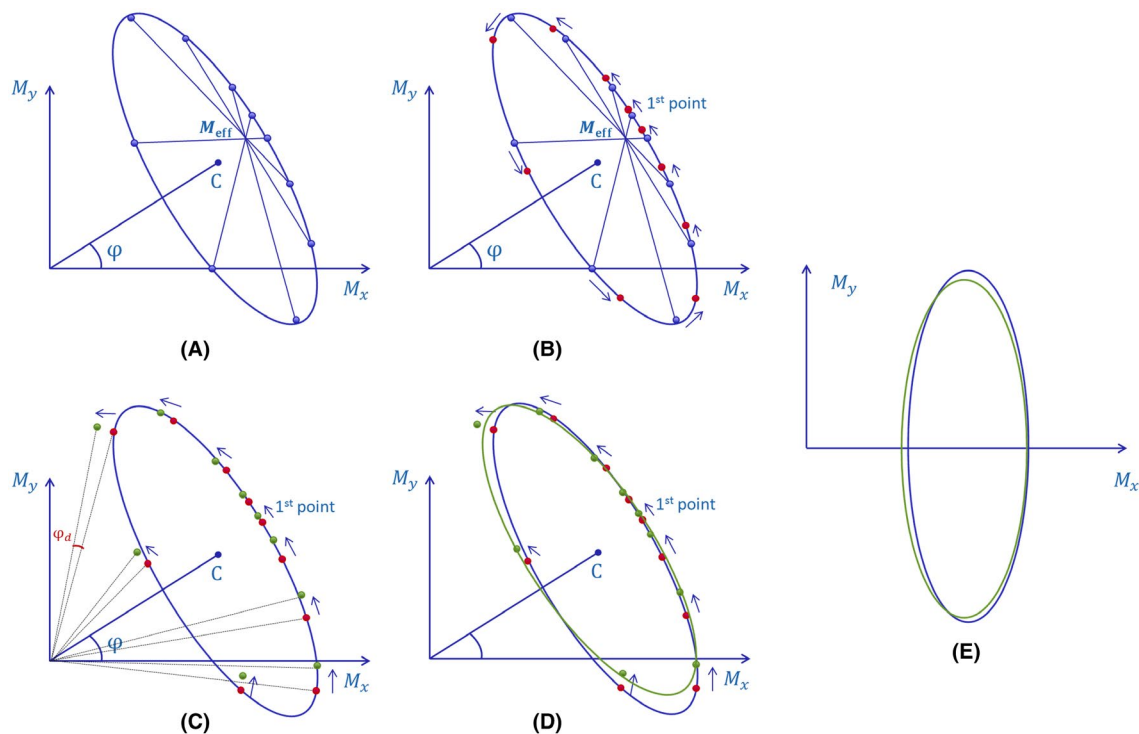 M_y
M_eff
C
φ
M_x
(A)
M_y
1st point
M_eff
C
φ
M_x
(B)
M_y
1st point
φ_d
C
φ
M_x
(C)
M_y
1st point
C
M_x
(D)
M_y
M_x
(E)